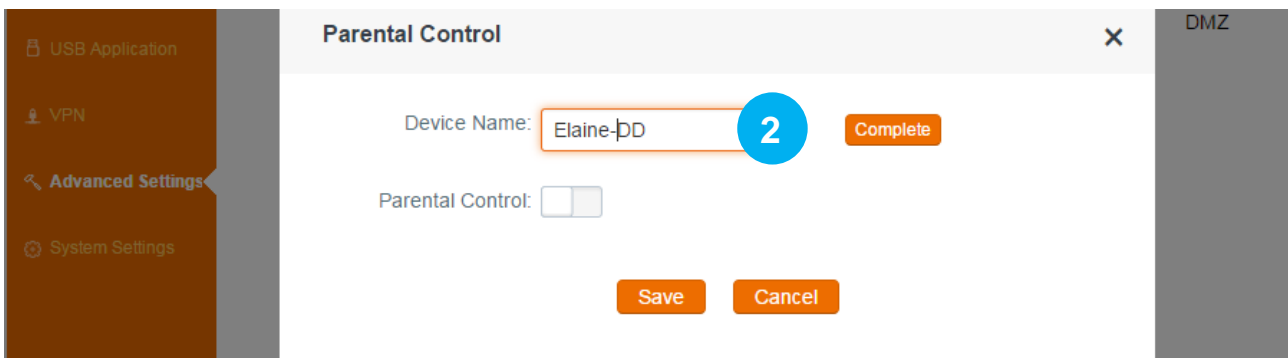 USB Application
VPN
Advanced Settings
System Settings
Parental Control
×
Device Name:
Elaine-DD
2
Complete
Parental Control:
Save
Cancel
DMZ